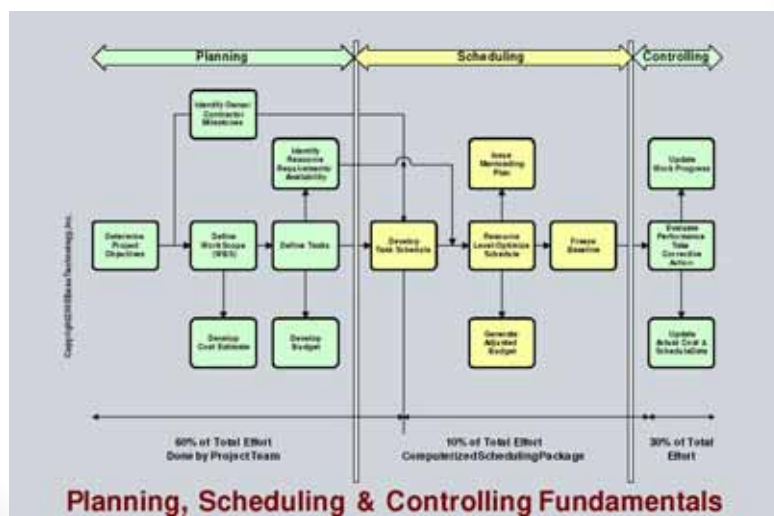 Planning
Scheduling
Controlling
Identify Owner
Contractor
Milestones
Identify
Resource
Requirements
Availability
Issue
Manloading
Plan
Update
Work Progress
Determine
Project
Objectives
Define
Work Scope
(WBS)
Define Tasks
Develop
Task Schedule
Resource
Level Optimize
Schedule
Freeze
Baseline
Evaluate
Performance
Take
Corrective
Action
Develop
Cost Estimate
Develop
Budget
Generate
Adjusted
Budget
Update
Actual Cost &
Schedule Data
60% of Total Effort
Done by Project Team
10% of Total Effort
Computerized Scheduling Package
30% of Total
Effort
Planning, Scheduling & Controlling Fundamentals